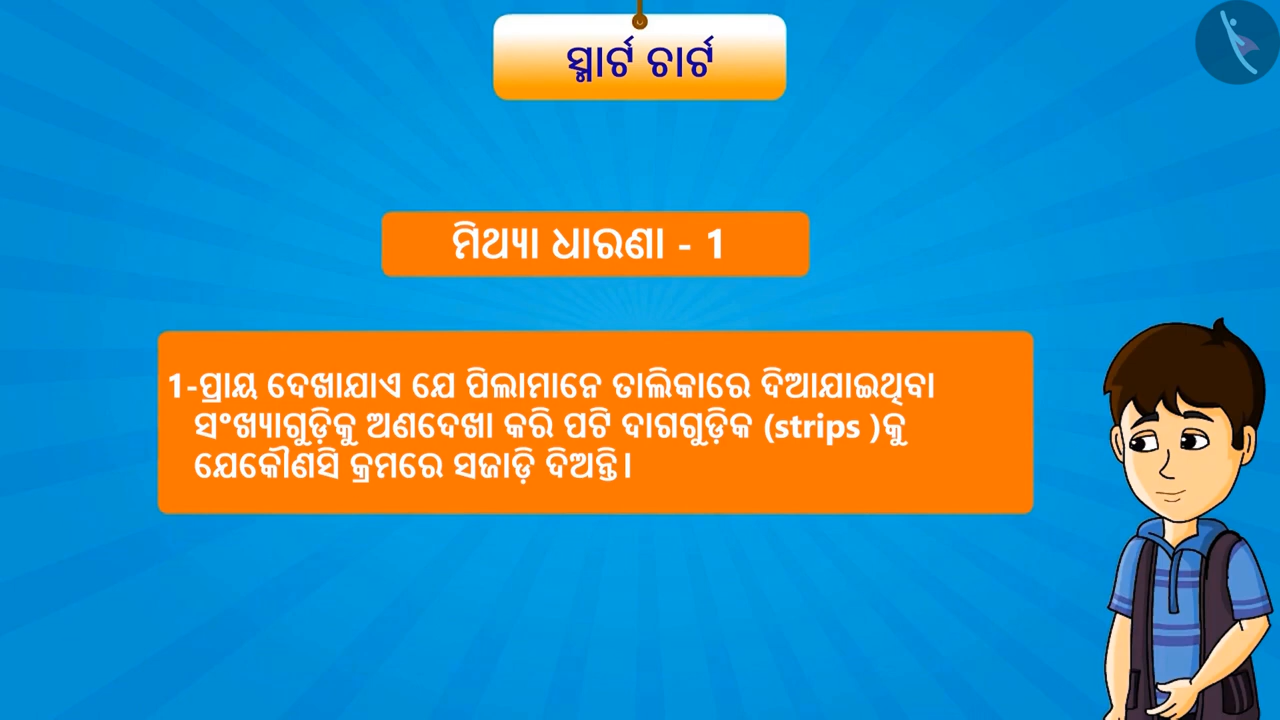 ସ୍ମାର୍ଟ ଚାର୍ଟ
ମିଥ୍ୟା ଧାରଣା - 1
1-ପ୍ରାୟ ଦେଖାଯାଏ ଯେ ପିଲାମାନେ ତାଲିକାରେ ଦିଆଯାଇଥିବା
ସଂଖ୍ୟାଗୁଡ଼ିକୁ ଅଣଦେଖା କରି ପଟି ଦାଗଗୁଡ଼ିକ (strips )କୁ
ଯେକୌଣସି କ୍ରମରେ ସଜାଡ଼ି ଦିଅନ୍ତି।